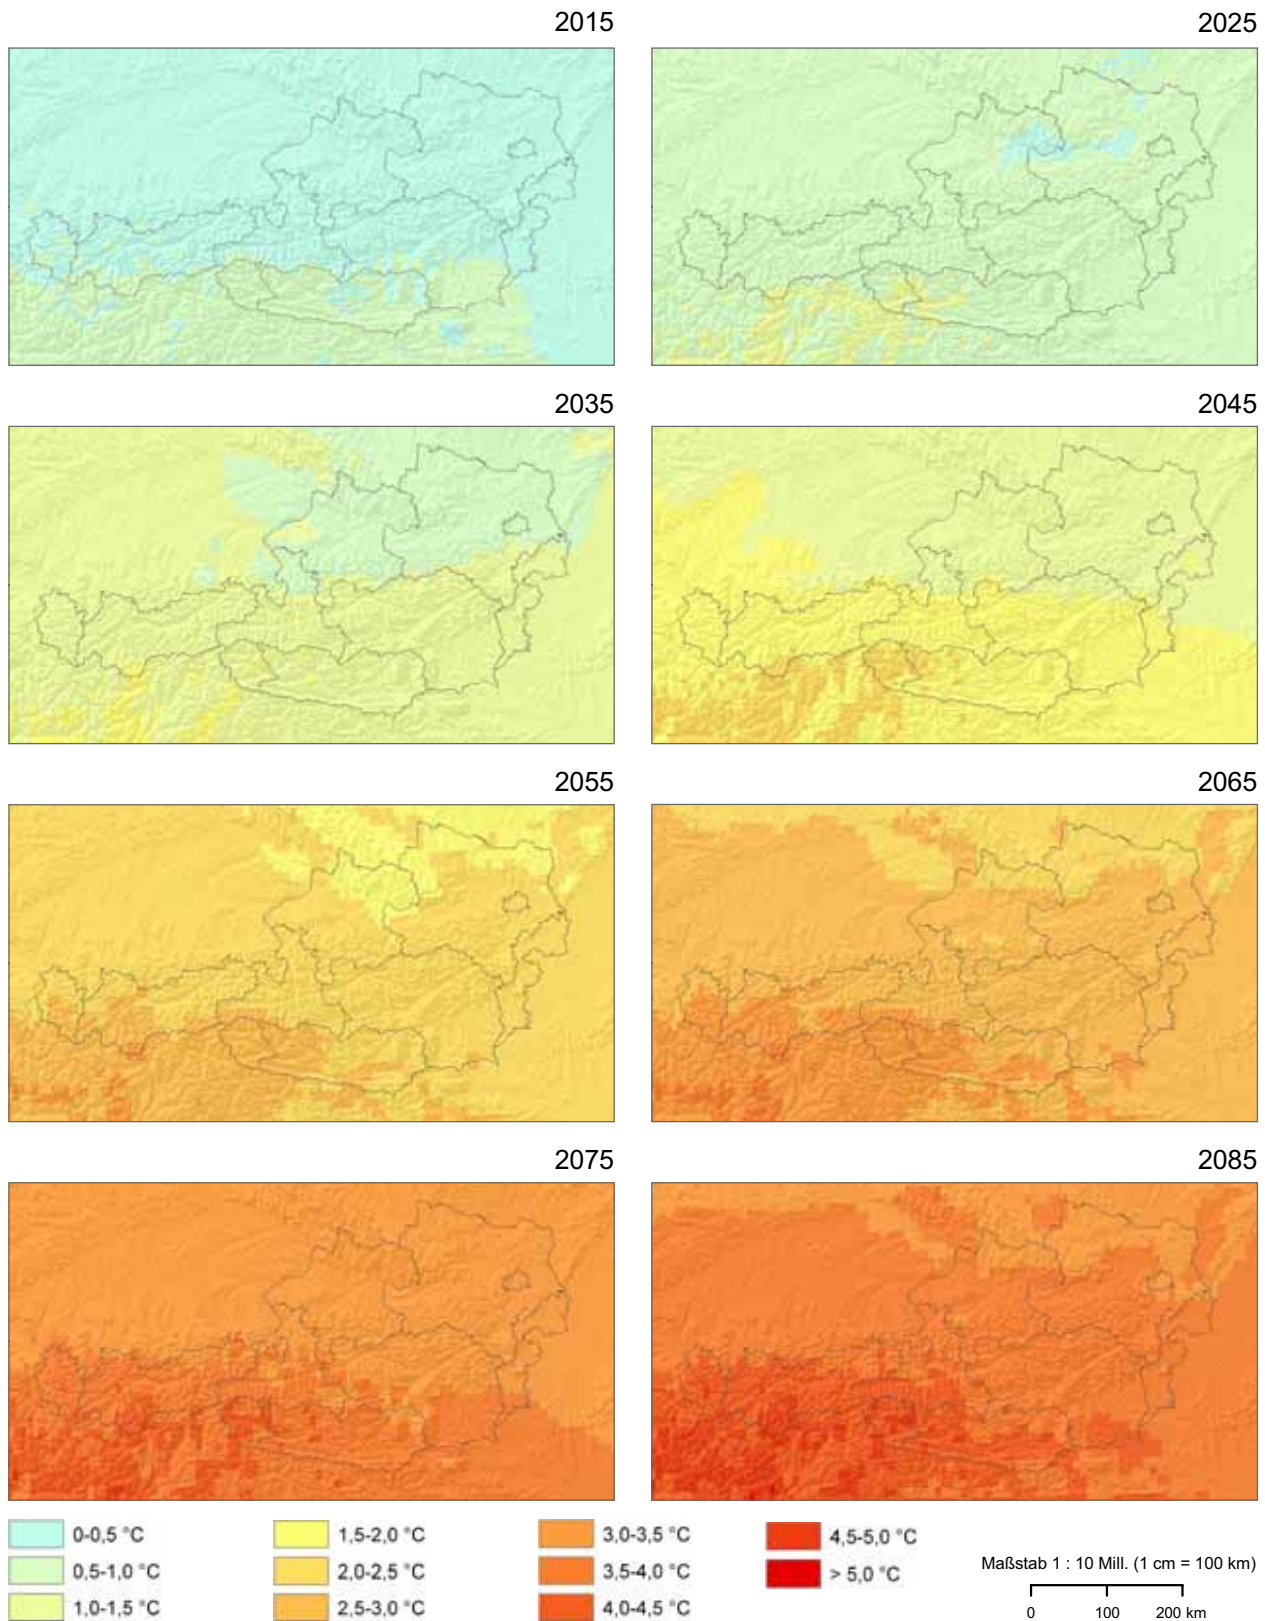 2015
2025
2035
2045
2055
2065
2075
2085
0-0,5 °C
0,5-1,0 °C
1,0-1,5 °C
1,5-2,0 °C
2,0-2,5 °C
2,5-3,0 °C
3,0-3,5 °C
3,5-4,0 °C
4,0-4,5 °C
4,5-5,0 °C
> 5,0 °C
Maßstab 1 : 10 Mill. (1 cm = 100 km)
0 100 200 km